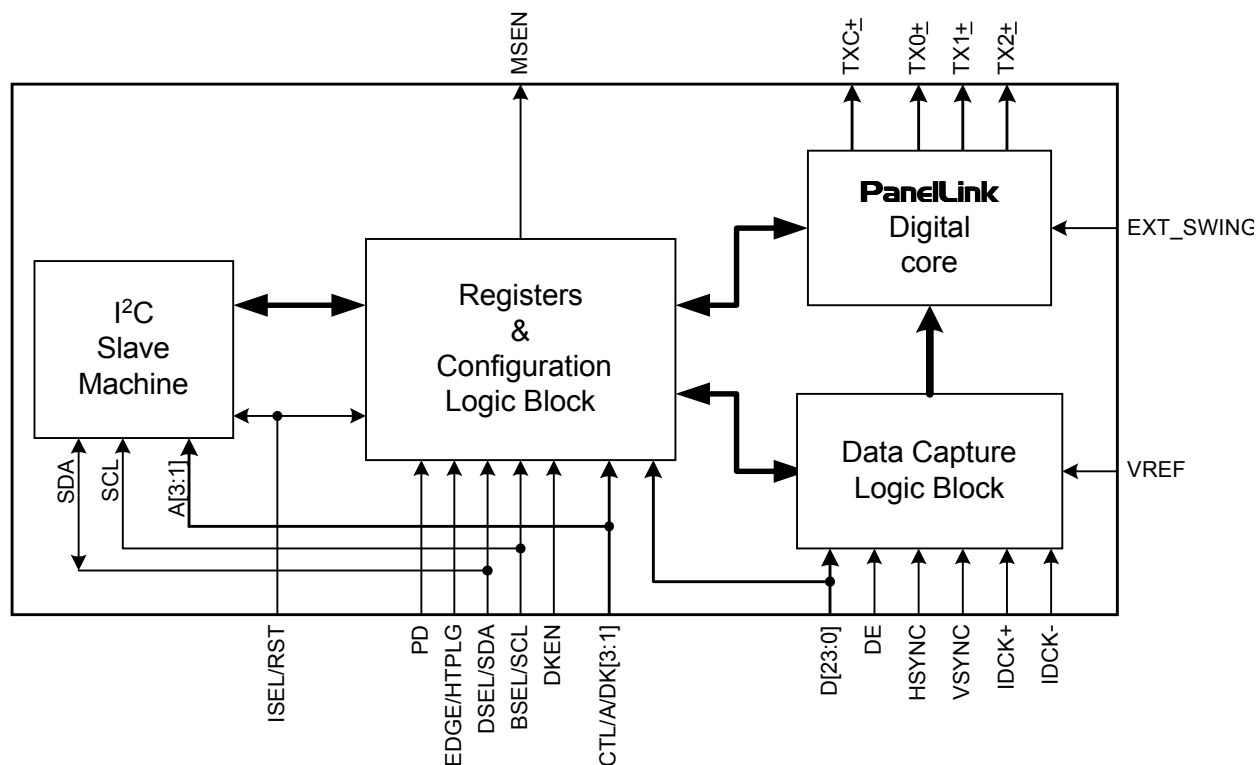 MSEN
TXC±
TX0±
TX1±
TX2±
PanelLink
Digital
core
EXT_SWING
I²C
Slave
Machine
Registers
&
Configuration
Logic Block
Data Capture
Logic Block
VREF
SDA
SCL
A[3:1]
ISEL/RST
PD
EDGE/HTPLG
DSEL/SDA
BSEL/SCL
DKEN
CTL/A/DK[3:1]
D[23:0]
DE
HSYNC
VSYNC
IDCK+
IDCK-